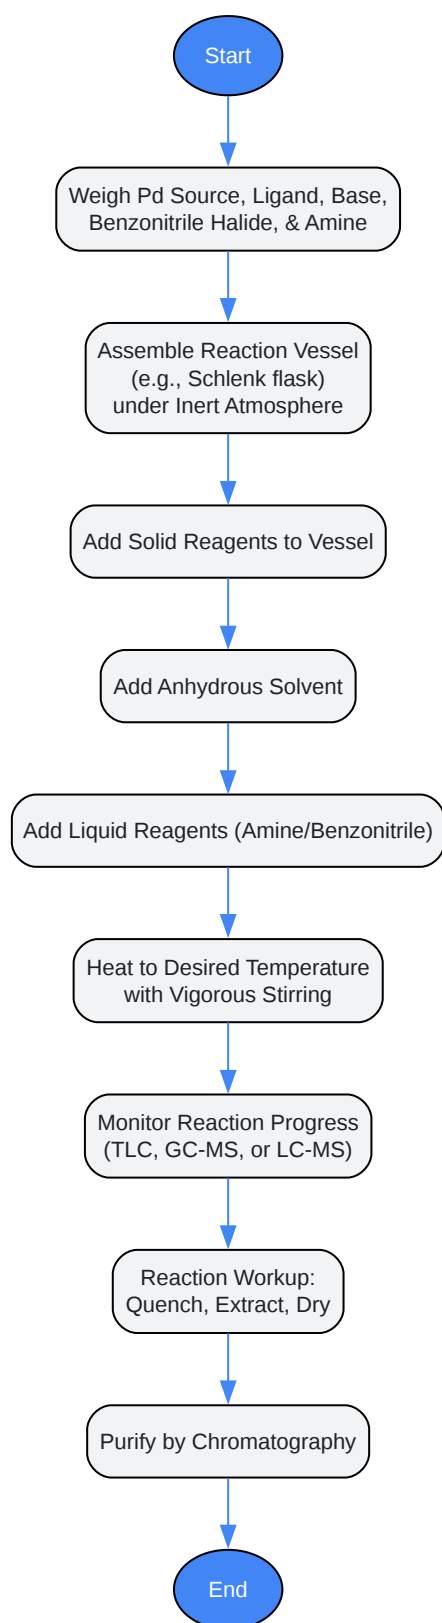 Start
Weigh Pd Source, Ligand, Base,
Benzonitrile Halide, & Amine
Assemble Reaction Vessel
(e.g., Schlenk flask)
under Inert Atmosphere
Add Solid Reagents to Vessel
Add Anhydrous Solvent
Add Liquid Reagents (Amine/Benzonitrile)
Heat to Desired Temperature
with Vigorous Stirring
Monitor Reaction Progress
(TLC, GC-MS, or LC-MS)
Reaction Workup:
Quench, Extract, Dry
Purify by Chromatography
End